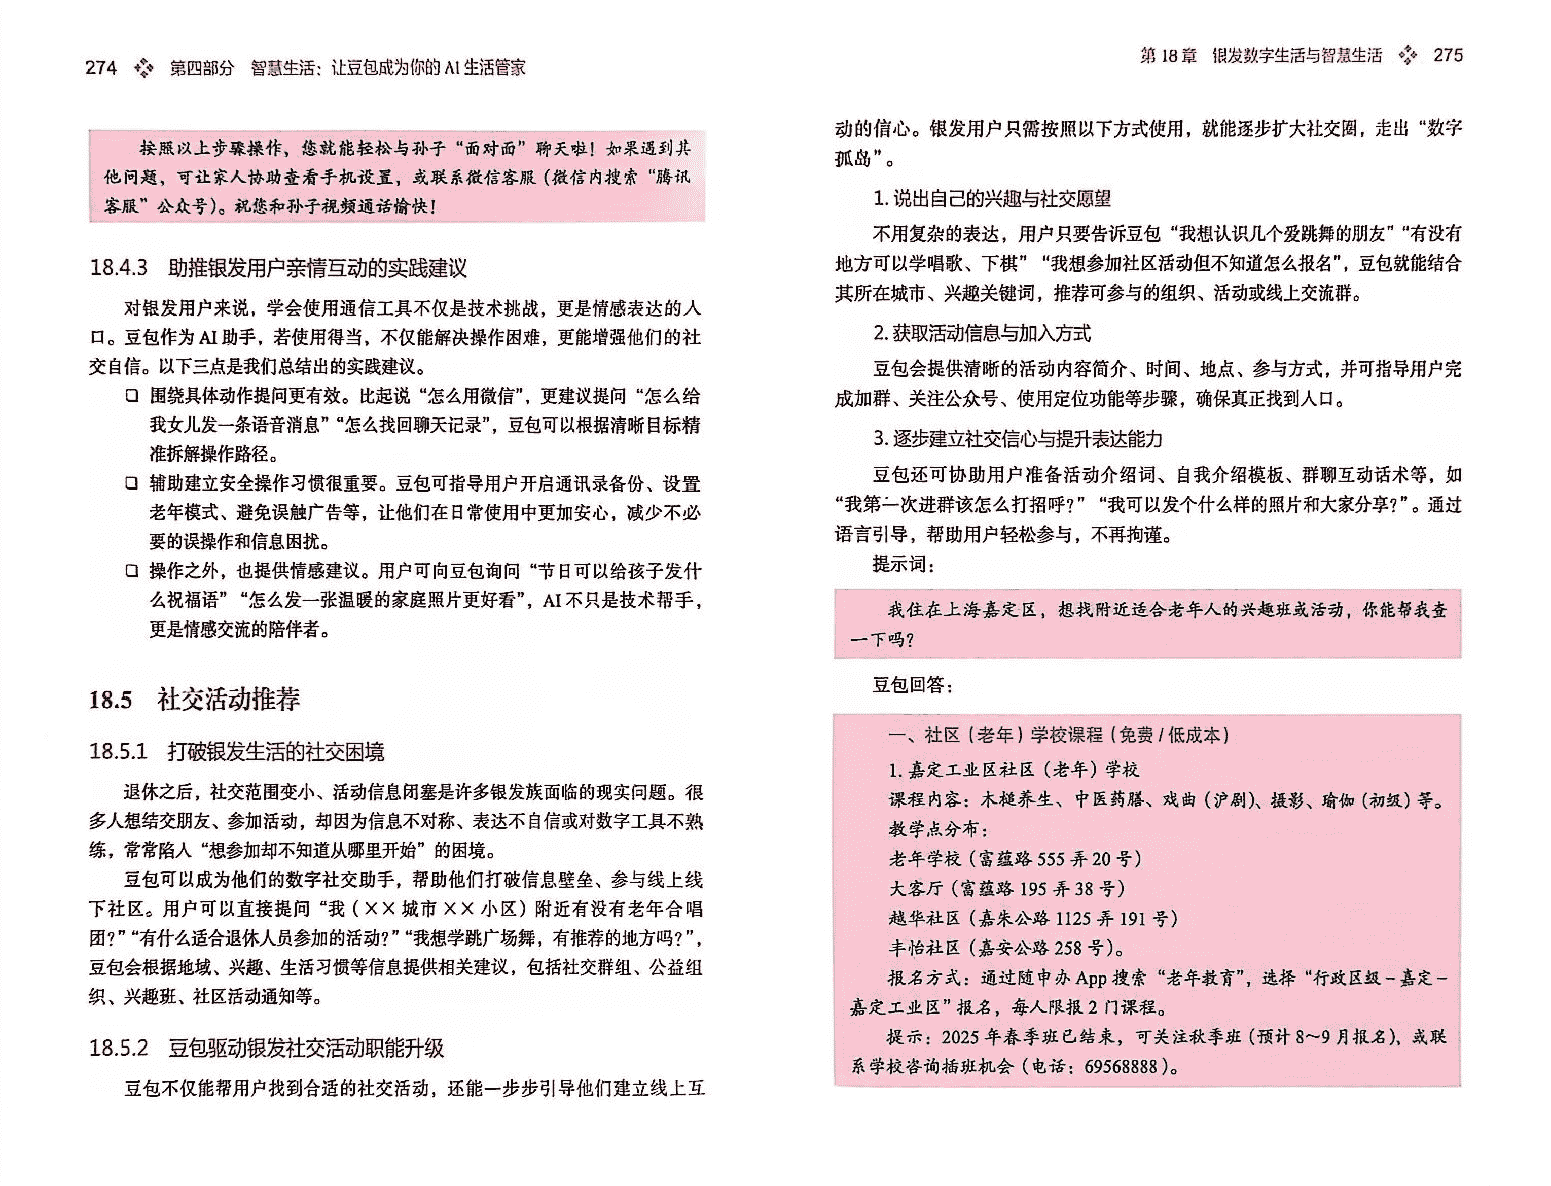 274 第四部分 智慧生活：让豆包成为你的 AI 生活管家
按照以上步骤操作，您就能轻松与孙子“面对面”聊天啦！如果遇到其
他问题，可让家人协助查看手机设置，或联系微信客服（微信内搜索“腾讯
客服”公众号）。祝您和孙子视频通话愉快！
18.4.3 助推银发用户亲情互动的实践建议
对银发用户来说，学会使用通信工具不仅是技术挑战，更是情感表达的入
口。豆包作为 AI 助手，若使用得当，不仅能解决操作困难，更能增强他们的社
交自信。以下三点是我们总结出的实践建议。
❑ 围绕具体动作提问更有效。比起说“怎么用微信”，更建议提问“怎么给
我女儿发一条语音消息”“怎么找回聊天记录”，豆包可以根据清晰目标精
准拆解操作路径。
❑ 辅助建立安全操作习惯很重要。豆包可指导用户开启通讯录备份、设置
老年模式、避免误触广告等，让他们在日常使用中更加安心，减少不必
要的误操作和信息困扰。
❑ 操作之外，也提供情感建议。用户可向豆包询问“节日可以给孩子发什
么祝福语”“怎么发一张温暖的家庭照片更好看”，AI 不只是技术帮手，
更是情感交流的陪伴者。
18.5 社交活动推荐
18.5.1 打破银发生活的社交困境
退休之后，社交范围变小、活动信息闭塞是许多银发族面临的现实问题。很
多人想结交朋友、参加活动，却因为信息不对称、表达不自信或对数字工具不熟
练，常常陷入“想参加却不知道从哪里开始”的困境。
豆包可以成为他们的数字社交助手，帮助他们打破信息壁垒、参与线上线
下社区。用户可以直接提问“我（×× 城市 ×× 小区）附近有没有老年合唱
团？”“有什么适合退休人员参加的活动？”“我想学跳广场舞，有推荐的地方吗？”，
豆包会根据地域、兴趣、生活习惯等信息提供相关建议，包括社交群组、公益组
织、兴趣班、社区活动通知等。
18.5.2 豆包驱动银发社交活动职能升级
豆包不仅能帮用户找到合适的社交活动，还能一步步引导他们建立线上互
第 18 章 银发数字生活与智慧生活 275
动的信心。银发用户只需按照以下方式使用，就能逐步扩大社交圈，走出“数字
孤岛”。
1. 说出自己的兴趣与社交愿望
不用复杂的表达，用户只要告诉豆包“我想认识几个爱跳舞的朋友”“有没有
地方可以学唱歌、下棋”“我想参加社区活动但不知道怎么报名”，豆包就能结合
其所在城市、兴趣关键词，推荐可参与的组织、活动或线上交流群。
2. 获取活动信息与加入方式
豆包会提供清晰的活动内容简介、时间、地点、参与方式，并可指导用户完
成加群、关注公众号、使用定位功能等步骤，确保真正找到入口。
3. 逐步建立社交信心与提升表达能力
豆包还可协助用户准备活动介绍词、自我介绍模板、群聊互动话术等，如
“我第一次进群该怎么打招呼？”“我可以发个什么样的照片和大家分享？”。通过
语言引导，帮助用户轻松参与，不再拘谨。
提示词：
我住在上海嘉定区，想找附近适合老年人的兴趣班或活动，你能帮我查
一下吗？
豆包回答：
一、社区（老年）学校课程（免费 / 低成本）
1. 嘉定工业区社区（老年）学校
课程内容：木槌养生、中医药膳、戏曲（沪剧）、摄影、瑜伽（初级）等。
教学点分布：
老年学校（富蕴路 555 弄 20 号）
大客厅（富蕴路 195 弄 38 号）
越华社区（嘉朱公路 1125 弄 191 号）
丰怡社区（嘉安公路 258 号）。
报名方式：通过随申办 App 搜索“老年教育”，选择“行政区级－嘉定－
嘉定工业区”报名，每人限报 2 门课程。
提示：2025 年春季班已结束，可关注秋季班（预计 8～9 月报名）、或联
系学校咨询插班机会（电话：69568888）。